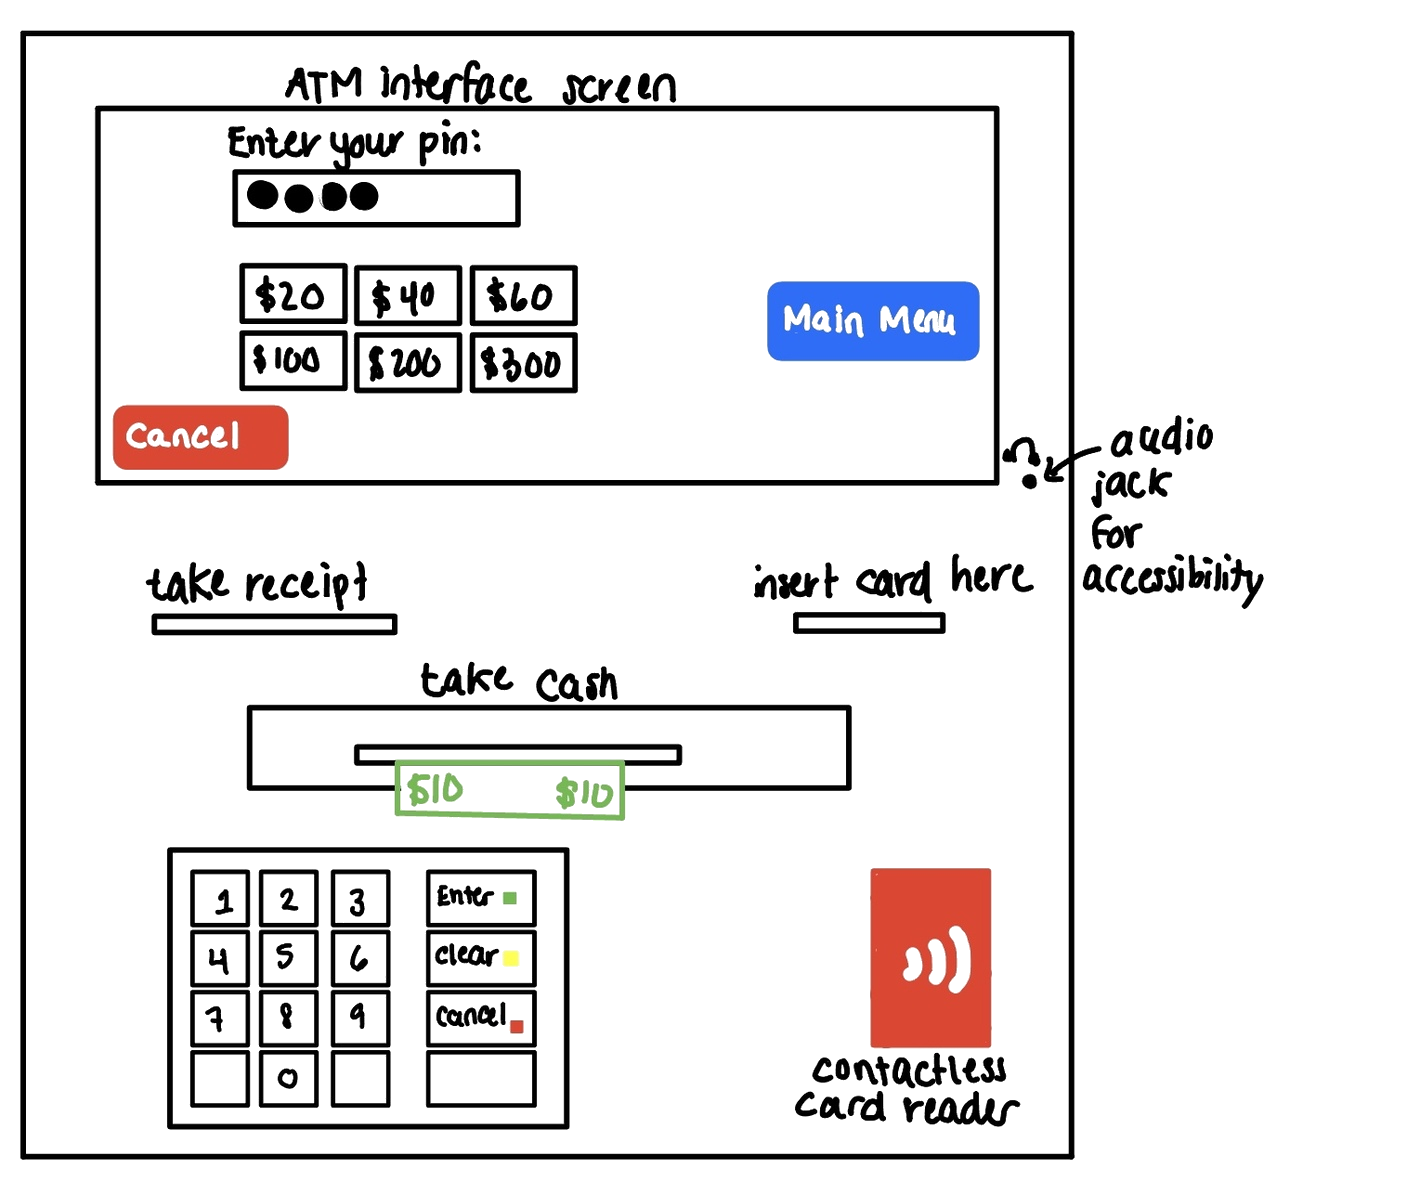 ATM interface screen
Enter your pin:
$20 $40 $60
$100 $200 $300
Main Menu
Cancel
audio
jack
for
accessibility
take receipt
insert card here
take cash
$10 $10
1 2 3 Enter
4 5 6 clear
7 8 9 cancel
0
contactless
card reader